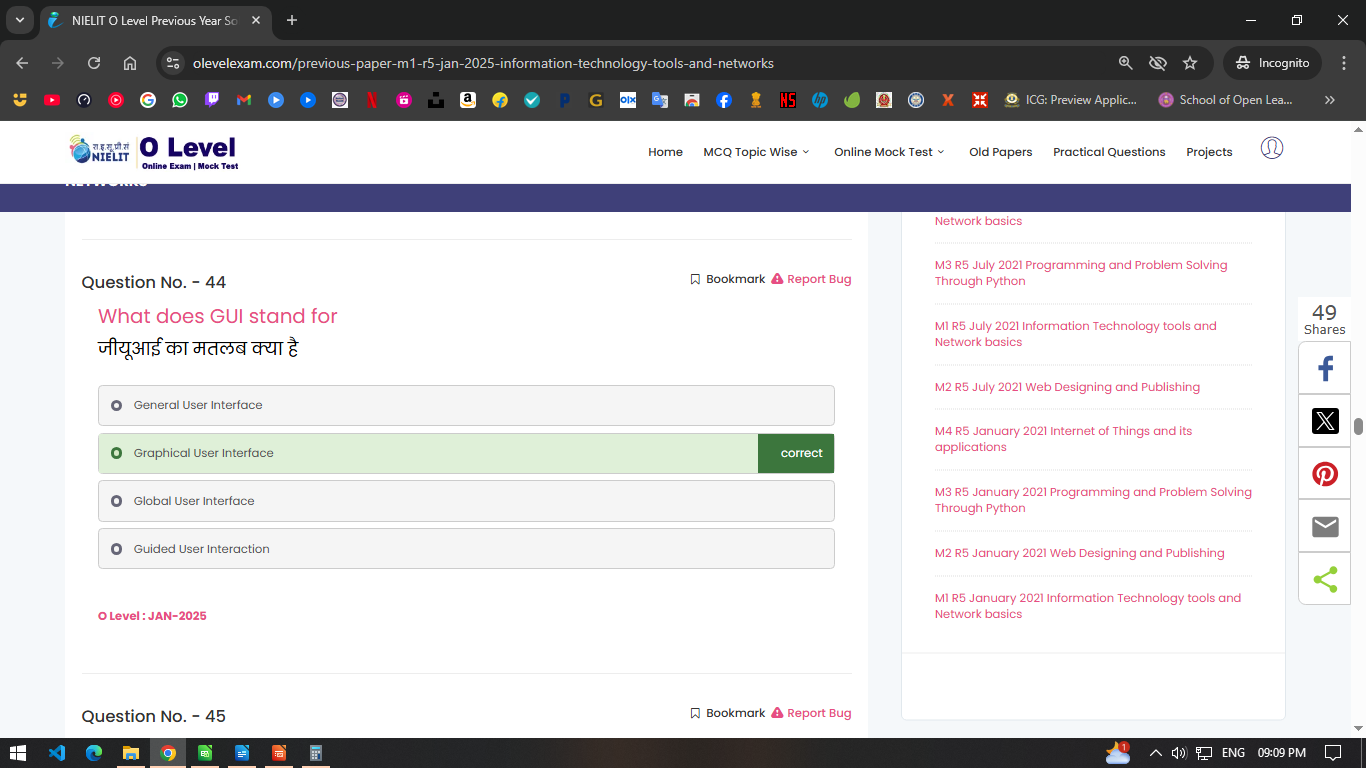 NIELIT O Level Previous Year So
olevelexam.com/previous-paper-m1-r5-jan-2025-information-technology-tools-and-networks
Incognito
ICG: Preview Applic...
School of Open Lea...
रा.इ.सू.प्रौ.सं
NIELIT
O Level
Online Exam | Mock Test
Home
MCQ Topic Wise
Online Mock Test
Old Papers
Practical Questions
Projects
NETWORKS
Question No. - 44
Bookmark
Report Bug
What does GUI stand for
जीयूआई का मतलब क्या है
General User Interface
Graphical User Interface
correct
Global User Interface
Guided User Interaction
O Level : JAN-2025
Question No. - 45
Bookmark
Report Bug
Network basics
M3 R5 July 2021 Programming and Problem Solving
Through Python
M1 R5 July 2021 Information Technology tools and
Network basics
M2 R5 July 2021 Web Designing and Publishing
M4 R5 January 2021 Internet of Things and its
applications
M3 R5 January 2021 Programming and Problem Solving
Through Python
M2 R5 January 2021 Web Designing and Publishing
M1 R5 January 2021 Information Technology tools and
Network basics
49
Shares
1
ENG
09:09 PM